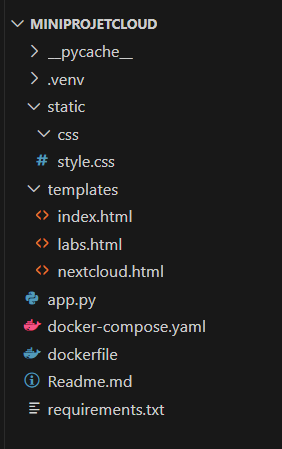 MINIPROJETCLOUD
__pycache__
.venv
static
css
# style.css
templates
<> index.html
<> labs.html
<> nextcloud.html
app.py
docker-compose.yaml
dockerfile
Readme.md
requirements.txt